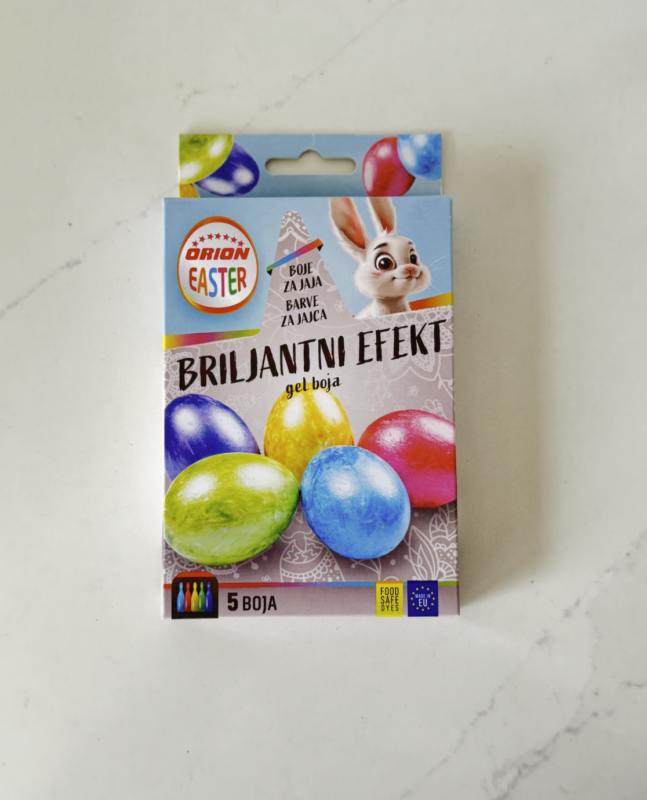 ORION
EASTER
BOJE
ZA JAJA
BARVE
ZA JAJCA
BRILJANTNI EFEKT
gel boja
5 BOJA
FOOD
SAFE
DYES
MADE IN
EU